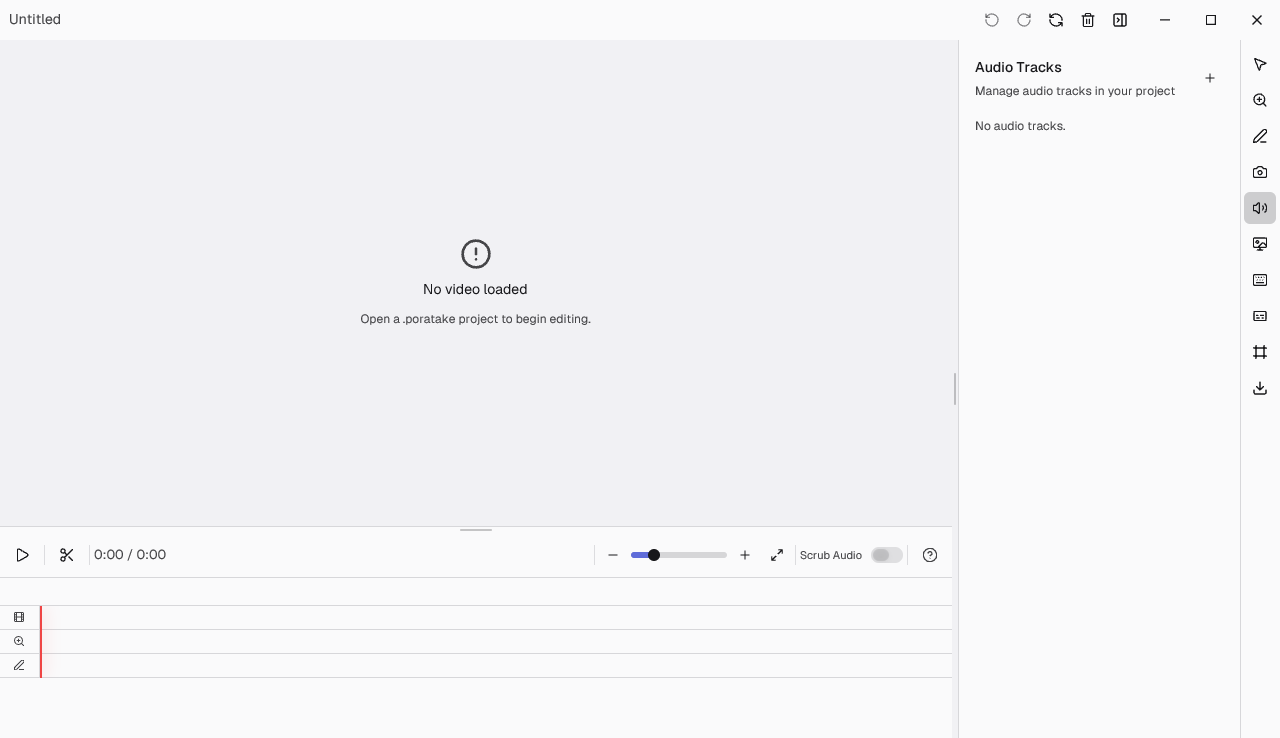 Untitled
Audio Tracks
Manage audio tracks in your project
No audio tracks.
No video loaded
Open a .poratake project to begin editing.
0:00 / 0:00
Scrub Audio